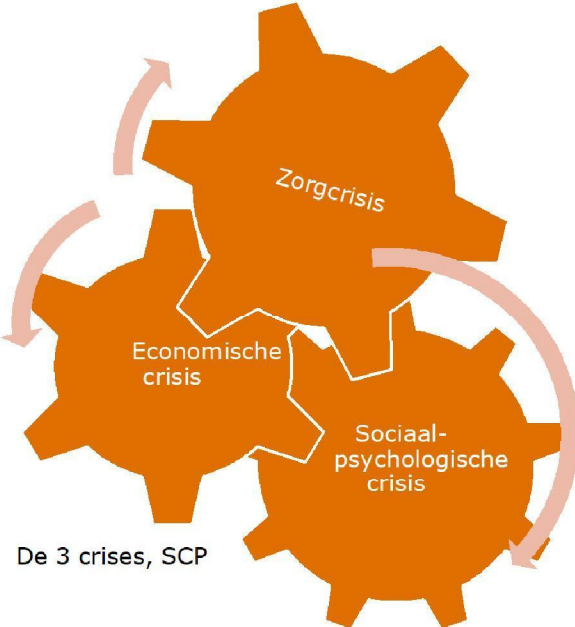 Zorgcrisis
Economische
crisis
Sociaal-
psychologische
crisis
De 3 crises, SCP